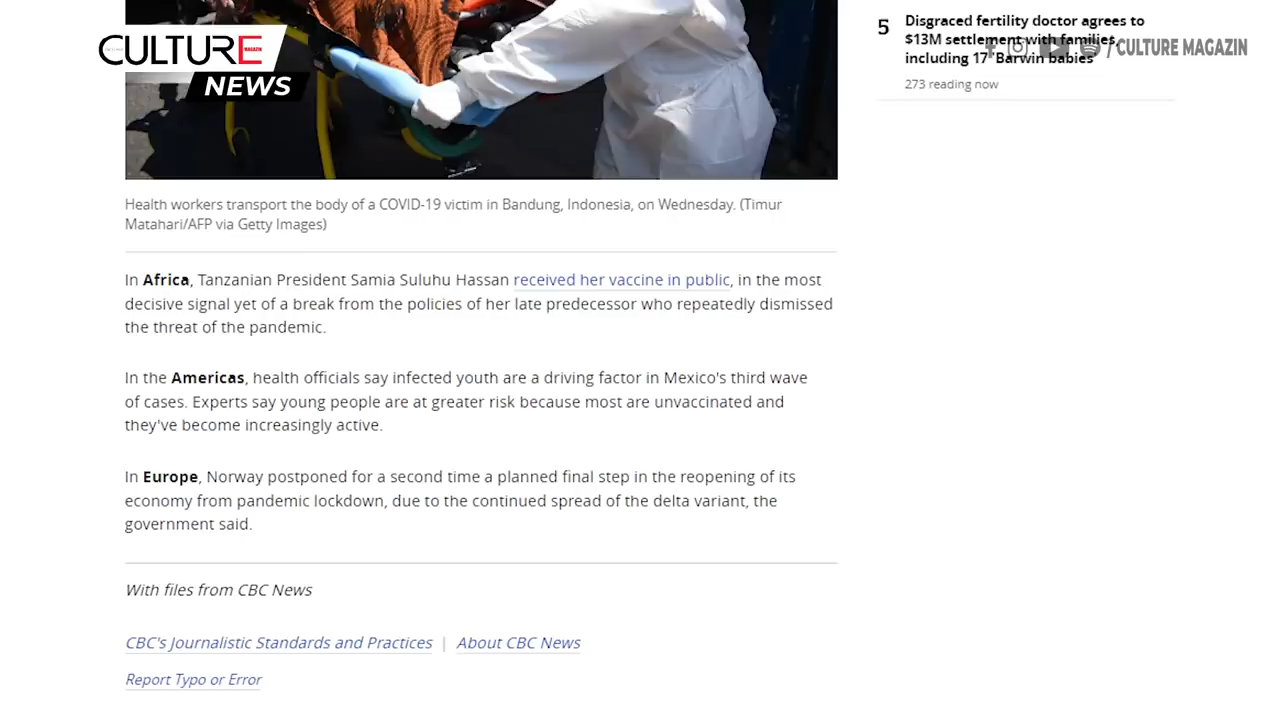 CULTURE
MAGAZIN
NEWS
5
Disgraced fertility doctor agrees to
$13M settlement with families,
including 17 'Barwin babies'
273 reading now
/CULTURE MAGAZIN
Health workers transport the body of a COVID-19 victim in Bandung, Indonesia, on Wednesday. (Timur
Matahari/AFP via Getty Images)
In Africa, Tanzanian President Samia Suluhu Hassan received her vaccine in public, in the most
decisive signal yet of a break from the policies of her late predecessor who repeatedly dismissed
the threat of the pandemic.
In the Americas, health officials say infected youth are a driving factor in Mexico's third wave
of cases. Experts say young people are at greater risk because most are unvaccinated and
they've become increasingly active.
In Europe, Norway postponed for a second time a planned final step in the reopening of its
economy from pandemic lockdown, due to the continued spread of the delta variant, the
government said.
With files from CBC News
CBC's Journalistic Standards and Practices | About CBC News
Report Typo or Error